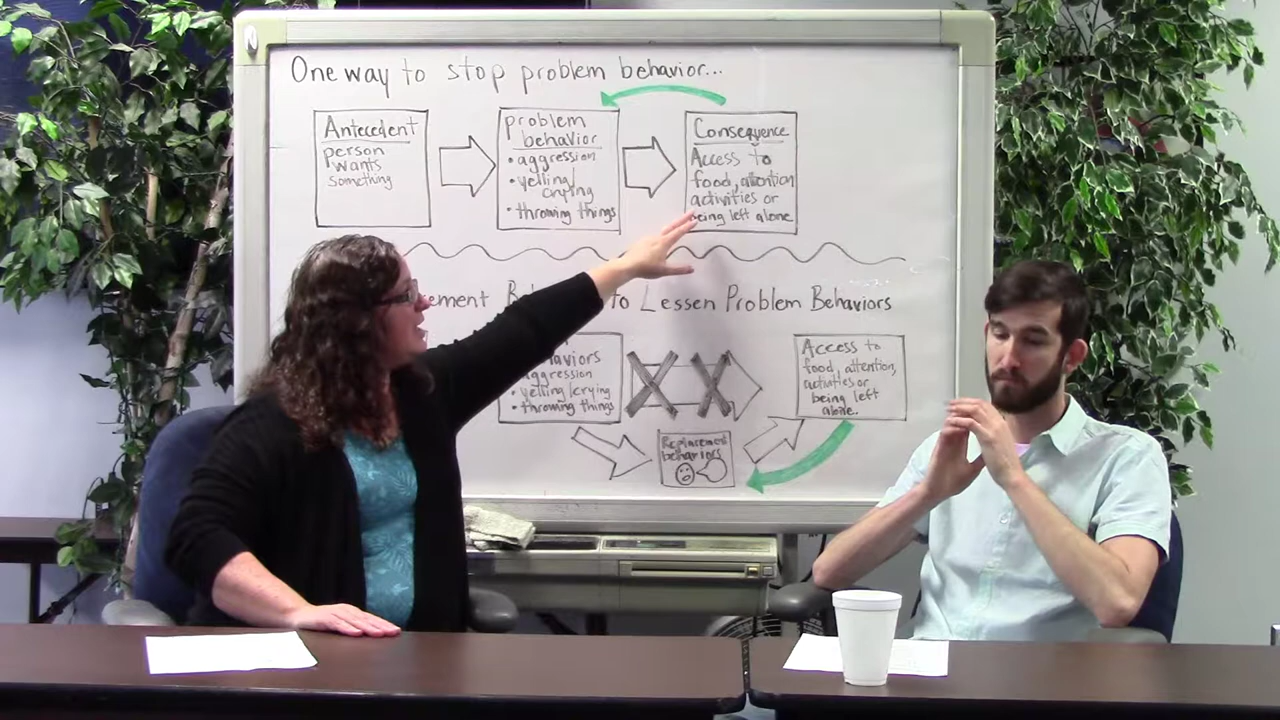 One way to stop problem behavior...
Antecedent
person
wants
something
problem
behavior
• aggression
• yelling/
crying
• throwing things
Consequence
Access to
food, attention
activities or
being left alone
to Lessen Problem Behaviors
• yelling/crying
• throwing things
Access to
food, attention,
activities or
being left
alone.
Replacement
behaviors